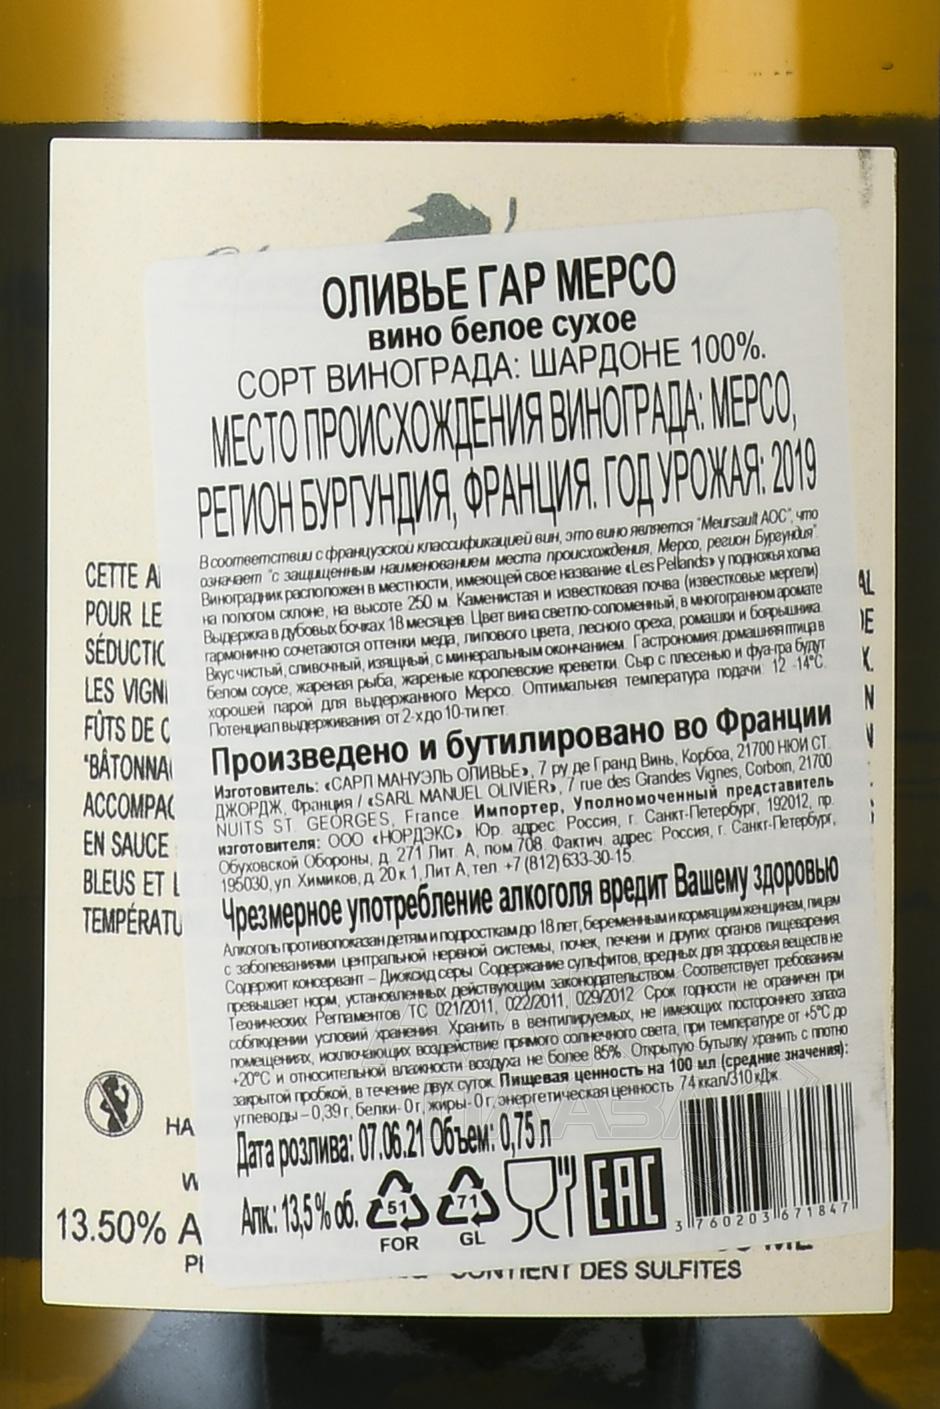 ОЛИВЬЕ ГАР МЕРСО
вино белое сухое
СОРТ ВИНОГРАДА: ШАРДОНЕ 100%.
МЕСТО ПРОИСХОЖДЕНИЯ ВИНОГРАДА: МЕРСО,
РЕГИОН БУРГУНДИЯ, ФРАНЦИЯ. ГОД УРОЖАЯ: 2019
В соответствии с французской классификацией вин, это вино является "Meursault AOC", что
означает "с защищенным наименованием места происхождения, Мерсо, регион Бургундия".
Виноградник расположен в местности, имеющей свое название «Les Pellands» у подножья холма
на пологом склоне, на высоте 250 м. Каменистая и известковая почва (известковые мергели)
Выдержка в дубовых бочках 18 месяцев. Цвет вина светло-соломенный, в многогранном аромате
гармонично сочетаются оттенки меда, липового цвета, лесного ореха, ромашки и боярышника.
Вкус чистый, сливочный, изящный, с минеральным окончанием. Гастрономия: домашняя птица в
белом соусе, жареная рыба, жареные королевские креветки. Сыр с плесенью и фуа-гра будут
хорошей парой для выдержанного Мерсо. Оптимальная температура подачи: 12 -14°С.
Потенциал выдерживания от 2-х до 10-ти лет.
Произведено и бутилировано во Франции
Изготовитель: «САРЛ МАНУЭЛЬ ОЛИВЬЕ», 7 ру де Гранд Винь, Корбоа, 21700 НЮИ СТ.
ДЖОРДЖ, Франция / «SARL MANUEL OLIVIER», 7 rue des Grandes Vignes, Corboin, 21700
NUITS ST. GEORGES, France. Импортер, Уполномоченный представитель
изготовителя: ООО «НОРДЭКС». Юр. адрес: Россия, г. Санкт-Петербург, 192012, пр.
Обуховской Обороны, д. 271 Лит. А, пом.708. Фактич. адрес: Россия, г. Санкт-Петербург,
195030, ул. Химиков, д. 20 к.1, Лит А, тел. +7 (812) 633-30-15.
Чрезмерное употребление алкоголя вредит Вашему здоровью
Алкоголь противопоказан детям и подросткам до 18 лет, беременным и кормящим женщинам, лицам
с заболеваниями центральной нервной системы, почек, печени и других органов пищеварения.
Содержит консервант – Диоксид серы. Содержание сульфитов, вредных для здоровья веществ не
превышает норм, установленных действующим законодательством. Соответствует требованиям
Технических Регламентов ТС 021/2011, 022/2011, 029/2012. Срок годности не ограничен при
соблюдении условий хранения. Хранить в вентилируемых, не имеющих постороннего запаха
помещениях, исключающих воздействие прямого солнечного света, при температуре от +5°С до
+20°С и относительной влажности воздуха не более 85%. Открытую бутылку хранить с плотно
закрытой пробкой, в течение двух суток. Пищевая ценность на 100 мл (средние значения):
углеводы – 0,39 г, белки- 0 г, жиры- 0 г, энергетическая ценность 74 ккал/310 кДж.
Дата розлива: 07.06.21 Объем: 0,75 л
Алк.: 13,5 % об.
51
FOR
71
GL
EAC
3 760203 671847
CETTE A
POUR LE
SÉDUCTIO
LES VIGN
FÛTS DE C
"BÂTONNA
ACCOMPAG
EN SAUCE
BLEUS ET L
TEMPÉRATU
HA
13.50% A
CONTIENT DES SULFITES